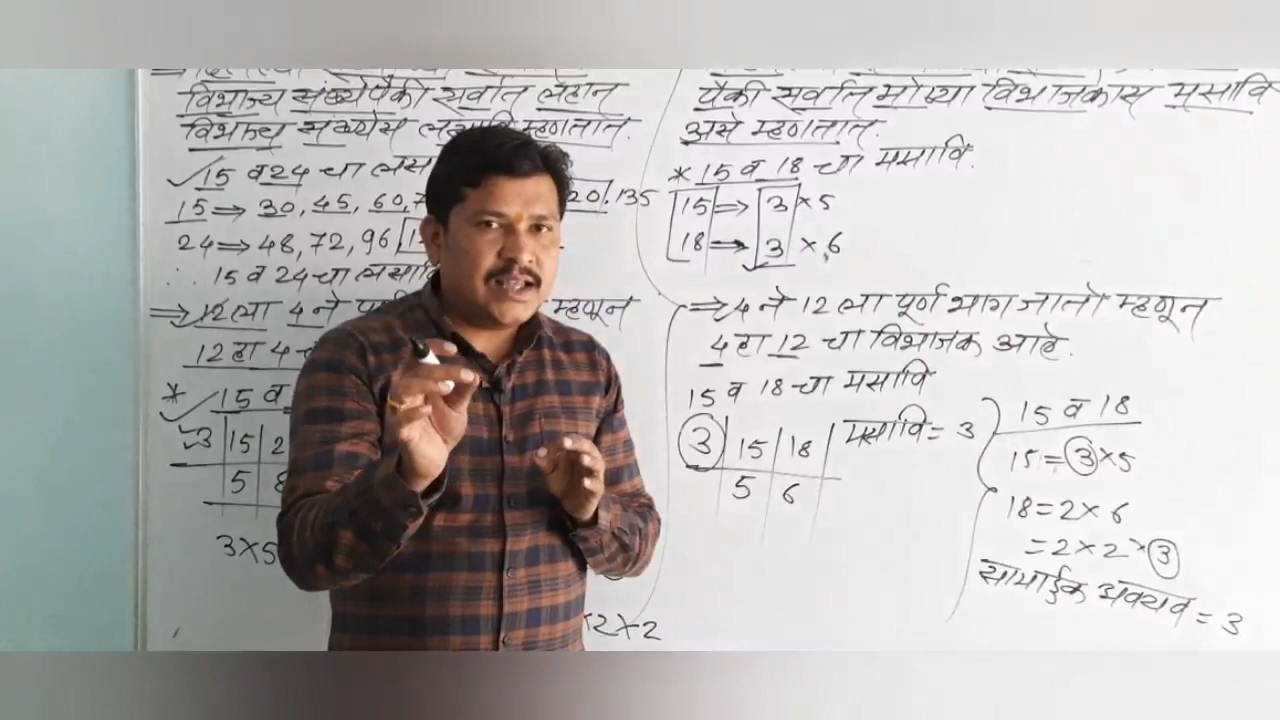 विभाज्य संख्येपैकी सर्वात लहान
विभाज्य संख्येस लसावि म्हणतात.
15 व 24 चा लसा
15 ⇒ 30, 45, 60, 7 20, 135
24 ⇒ 48, 72, 96
∴ 15 व 24 चा लसावि
⇒ 12 ला 4 ने म्हणून
12 हा 4 च
* 15 व
3 | 15 | 2
5 | 8
3×5
×2×2
पैकी सर्वात मोठ्या विभाजकास मसावि
असे म्हणतात.
* 15 व 18 चा मसावि.
15 ⇒ 3 × 5
18 ⇒ 3 × 6
⇒ 4 ने 12 ला पूर्ण भाग जातो म्हणून
4 हा 12 चा विभाजक आहे.
15 व 18 चा मसावि
3 | 15 | 18 | मसावि = 3
5 | 6
15 व 18
15 = 3 × 5
18 = 2 × 6
= 2 × 2 × 3
सामाईक अवयव = 3